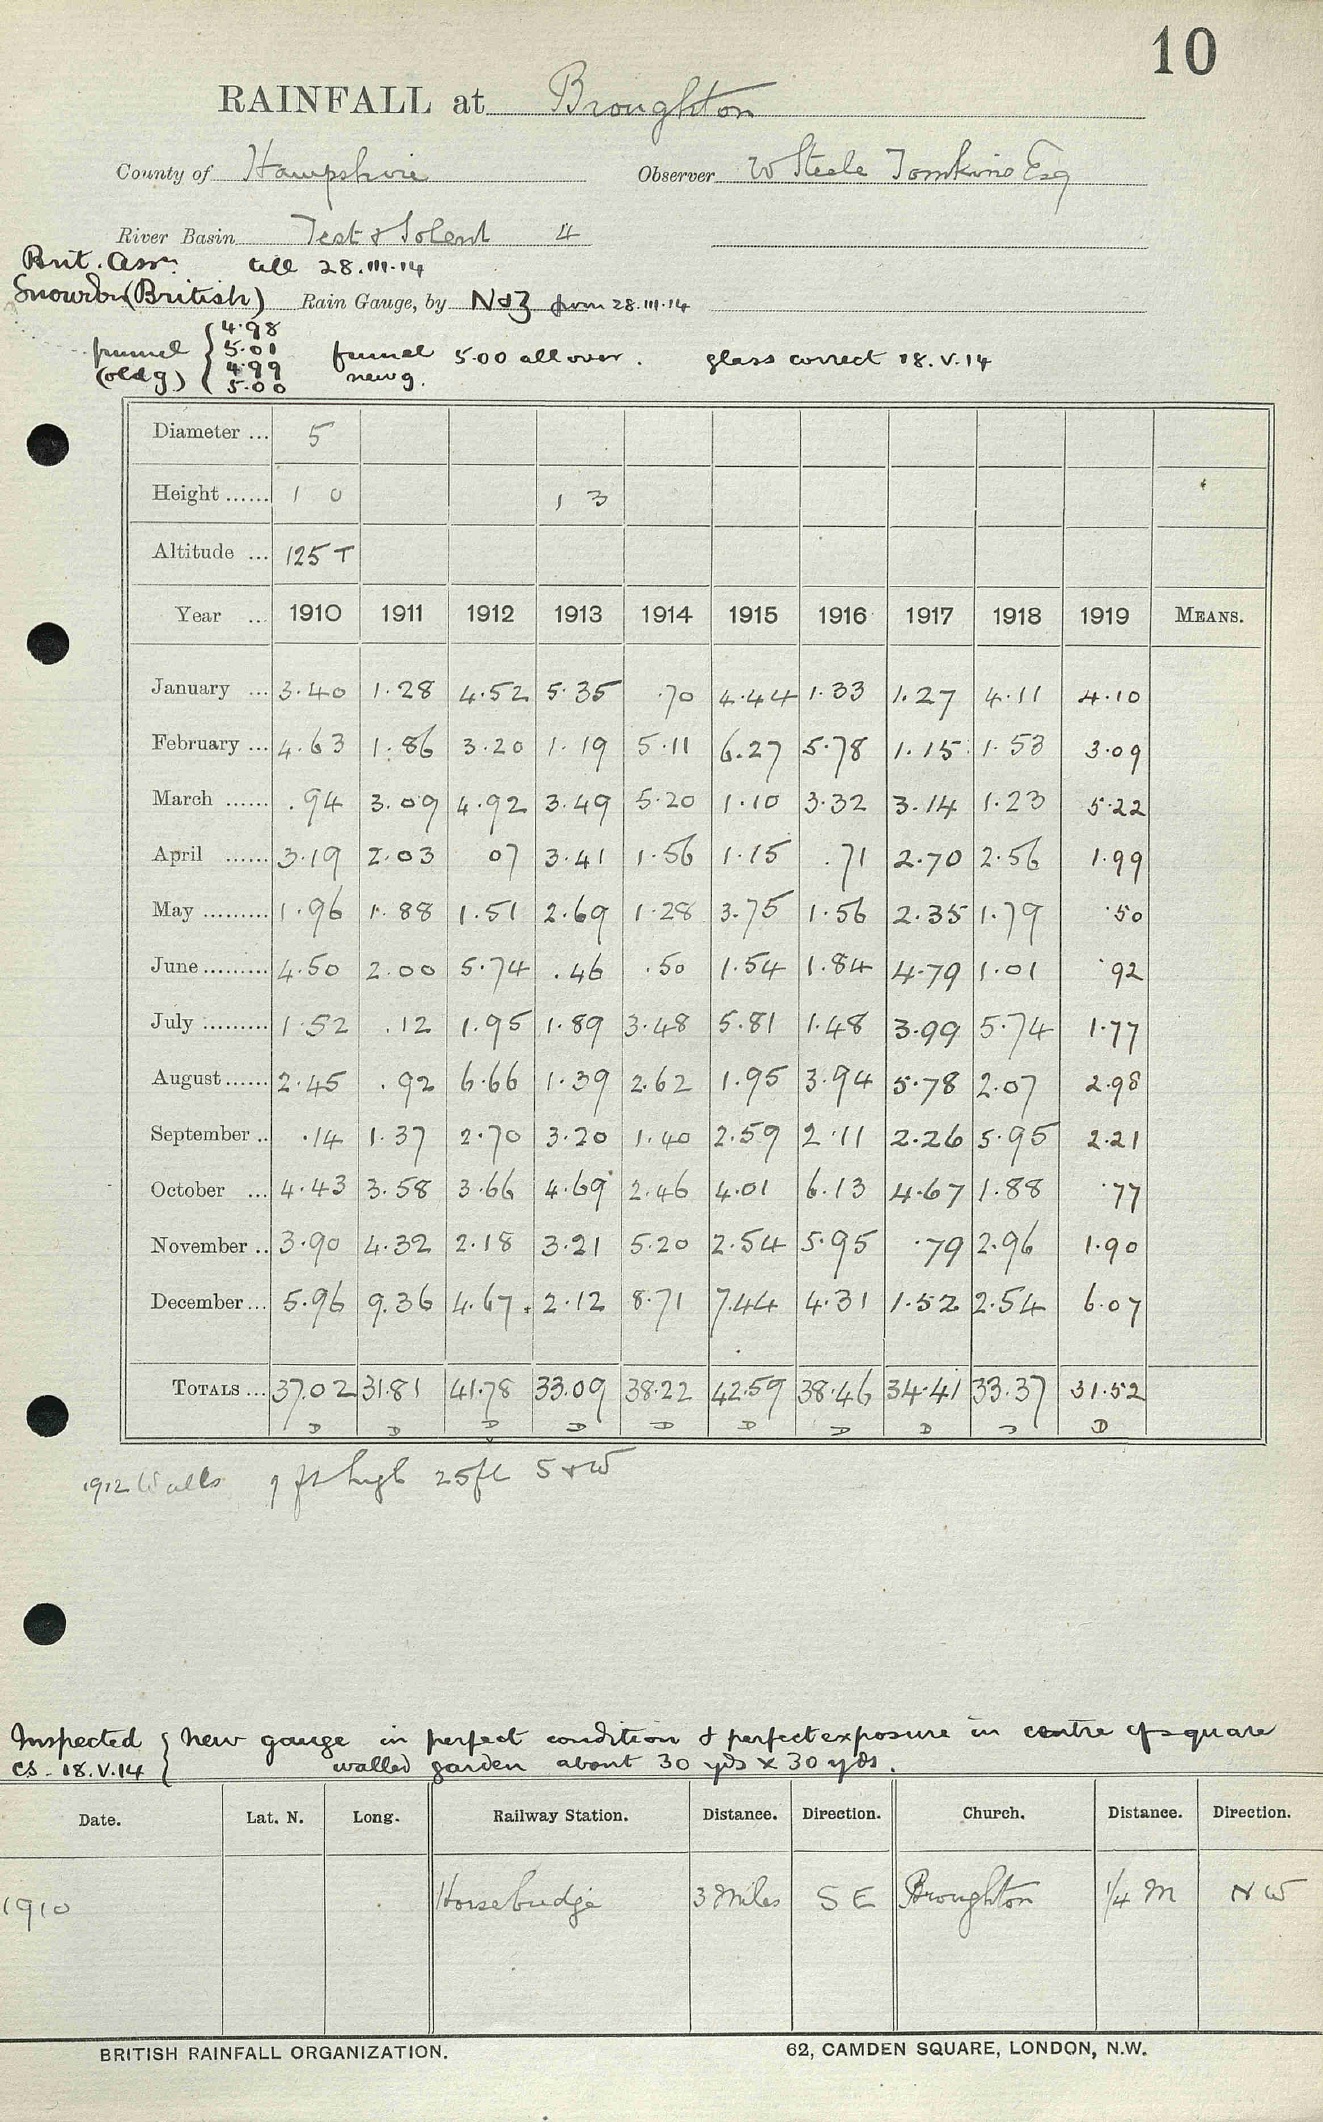 10
RAINFALL at Broughton
County of Hampshire Observer W Steele Tomkins Esq
River Basin Test & Solent 4
Brit. Assn. till 28.III.14
Snowdon (British) Rain Gauge, by N&Z from 28.III.14
funnel (old g) { 4.98 5.01 4.99 5.00 funnel new g. 5.00 all over. glass correct 18.V.14
Diameter ... 5
Height ...... 1 0 1 3
Altitude ... 125 T
Year ... 1910 1911 1912 1913 1914 1915 1916 1917 1918 1919 MEANS.
January ... 3.40 1.28 4.52 5.35 .70 4.44 1.33 1.27 4.11 4.10
February ... 4.63 1.86 3.20 1.19 5.11 6.27 5.78 1.15 1.53 3.09
March ...... .94 3.09 4.92 3.49 5.20 1.10 3.32 3.14 1.23 5.22
April ...... 3.19 2.03 07 3.41 1.56 1.15 .71 2.70 2.56 1.99
May ......... 1.96 1.88 1.51 2.69 1.28 3.75 1.56 2.35 1.79 .50
June ......... 4.50 2.00 5.74 .46 .50 1.54 1.84 4.79 1.01 .92
July ......... 1.52 .12 1.95 1.89 3.48 5.81 1.48 3.99 5.74 1.77
August ...... 2.45 .92 6.66 1.39 2.62 1.95 3.94 5.78 2.07 2.98
September .. .14 1.37 2.70 3.20 1.40 2.59 2.11 2.26 5.95 2.21
October ... 4.43 3.58 3.66 4.69 2.46 4.01 6.13 4.67 1.88 .77
November .. 3.90 4.32 2.18 3.21 5.20 2.54 5.95 .79 2.96 1.90
December ... 5.96 9.36 4.67 2.12 8.71 7.44 4.31 1.52 2.54 6.07
TOTALS ... 37.02 31.81 41.78 33.09 38.22 42.59 38.46 34.41 33.37 31.52
D D D D D D D D D D
1912 Walls 9 ft high 25 ft S & W
Inspected { New gauge in perfect condition & perfect exposure in centre of square
CS - 18.V.14 walled garden about 30 yds x 30 yds.
Date. Lat. N. Long. Railway Station. Distance. Direction. Church. Distance. Direction.
1910 Horsebridge 3 Miles SE Broughton 1/4 M NW
BRITISH RAINFALL ORGANIZATION. 62, CAMDEN SQUARE, LONDON, N.W.